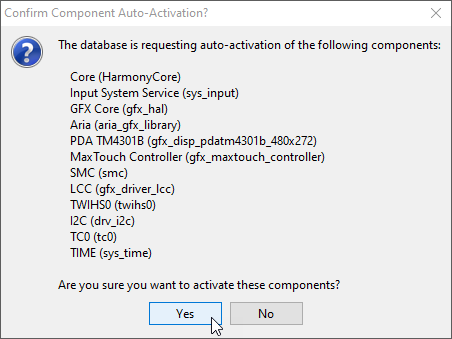 Confirm Component Auto-Activation?
The database is requesting auto-activation of the following components:
Core (HarmonyCore)
Input System Service (sys_input)
GFX Core (gfx_hal)
Aria (aria_gfx_library)
PDA TM4301B (gfx_disp_pdatm4301b_480x272)
MaxTouch Controller (gfx_maxtouch_controller)
SMC (smc)
LCC (gfx_driver_lcc)
TWIHS0 (twihs0)
I2C (drv_i2c)
TC0 (tc0)
TIME (sys_time)
Are you sure you want to activate these components?
Yes No